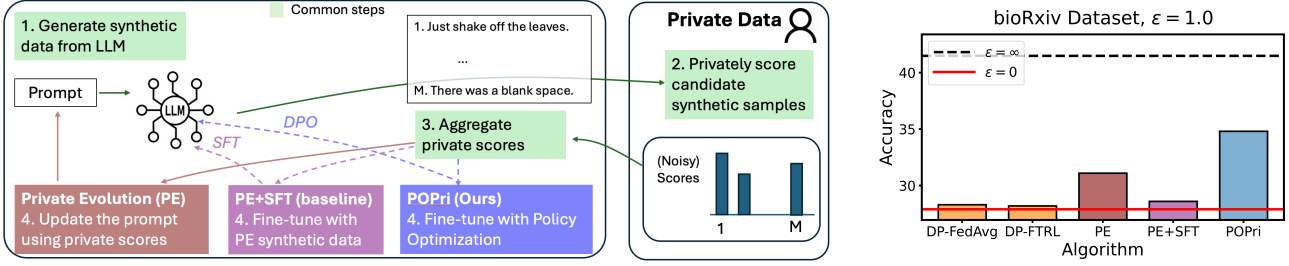 Common steps
1. Generate synthetic
data from LLM
Prompt
LLM
1. Just shake off the leaves.
...
M. There was a blank space.
DPO
SFT
3. Aggregate
private scores
Private Evolution (PE)
4. Update the prompt
using private scores
PE+SFT (baseline)
4. Fine-tune with
PE synthetic data
POPri (Ours)
4. Fine-tune with Policy
Optimization
Private Data
2. Privately score
candidate
synthetic samples
(Noisy)
Scores
1
M
bioRxiv Dataset, ε = 1.0
ε = ∞
ε = 0
Accuracy
40
35
30
DP-FedAvg
DP-FTRL
PE
PE+SFT
POPri
Algorithm